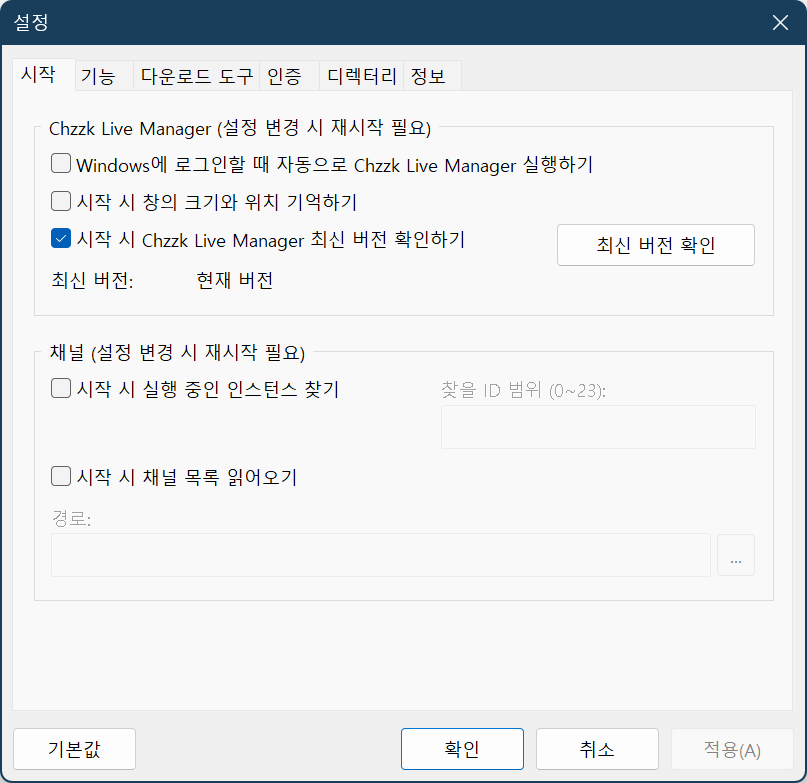 설정
시작 기능 다운로드 도구 인증 디렉터리 정보
Chzzk Live Manager (설정 변경 시 재시작 필요)
Windows에 로그인할 때 자동으로 Chzzk Live Manager 실행하기
시작 시 창의 크기와 위치 기억하기
시작 시 Chzzk Live Manager 최신 버전 확인하기
최신 버전 확인
최신 버전: 현재 버전
채널 (설정 변경 시 재시작 필요)
시작 시 실행 중인 인스턴스 찾기
찾을 ID 범위 (0~23):
시작 시 채널 목록 읽어오기
경로:
...
기본값 확인 취소 적용(A)